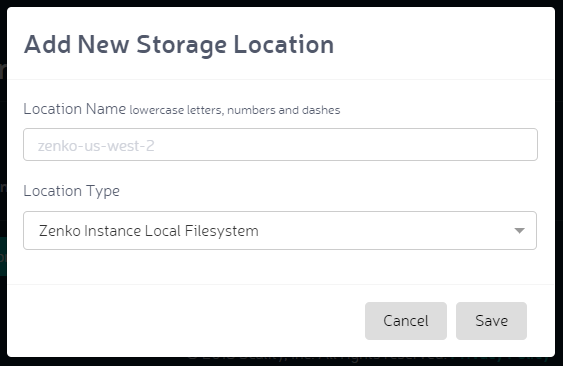 Add New Storage Location
Location Name lowercase letters, numbers and dashes
zenko-us-west-2
Location Type
Zenko Instance Local Filesystem
Cancel Save